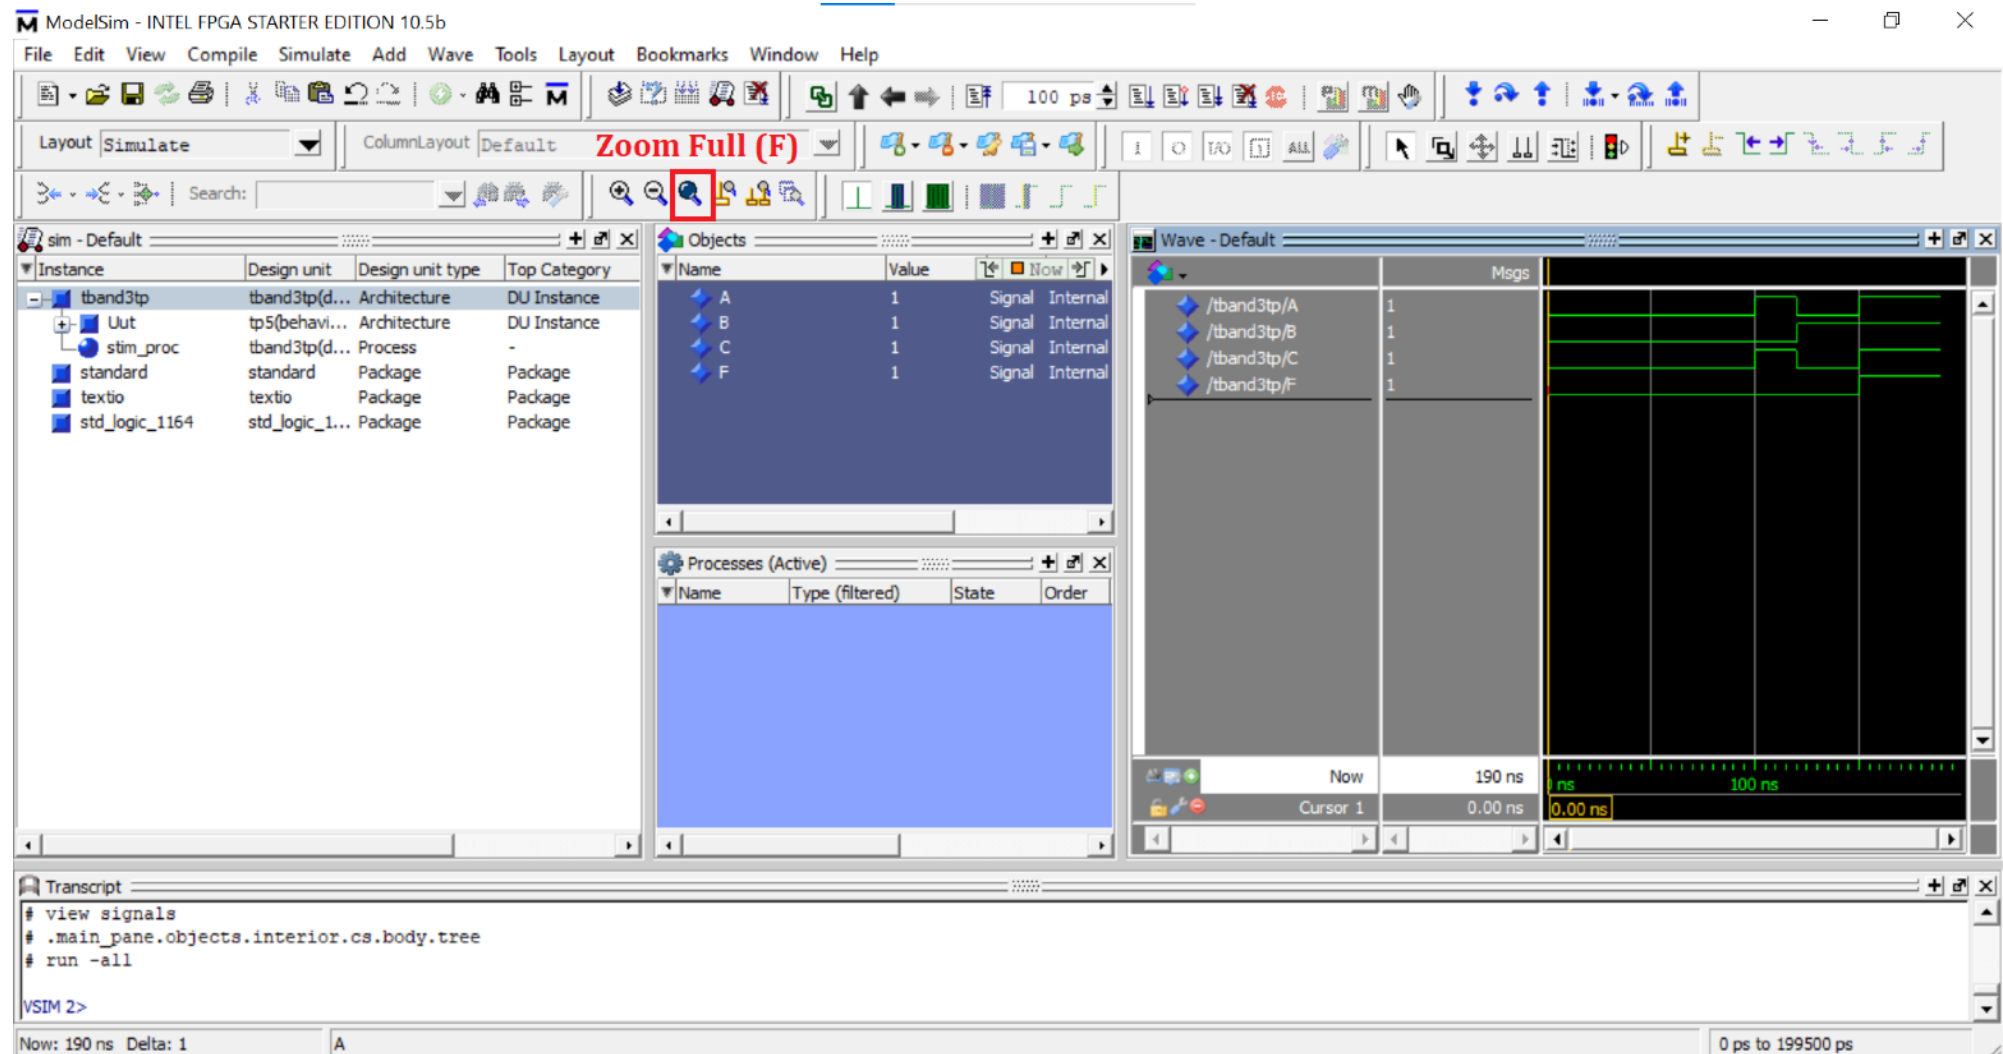 ModelSim - INTEL FPGA STARTER EDITION 10.5b
File Edit View Compile Simulate Add Wave Tools Layout Bookmarks Window Help
100 ps
Layout Simulate
ColumnLayout Default
Zoom Full (F)
I O I/O ALL
Search:
sim - Default
Instance Design unit Design unit type Top Category
tband3tp tband3tp(d... Architecture DU Instance
Uut tp5(behavi... Architecture DU Instance
stim_proc tband3tp(d... Process -
standard standard Package Package
textio textio Package Package
std_logic_1164 std_logic_1... Package Package
Objects
Name Value Now
A 1 Signal Internal
B 1 Signal Internal
C 1 Signal Internal
F 1 Signal Internal
Processes (Active)
Name Type (filtered) State Order
Wave - Default
Msgs
/tband3tp/A 1
/tband3tp/B 1
/tband3tp/C 1
/tband3tp/F 1
Now 190 ns
ns 100 ns
Cursor 1 0.00 ns
0.00 ns
Transcript
# view signals
# .main_pane.objects.interior.cs.body.tree
# run -all
VSIM 2>
Now: 190 ns Delta: 1
A
0 ps to 199500 ps